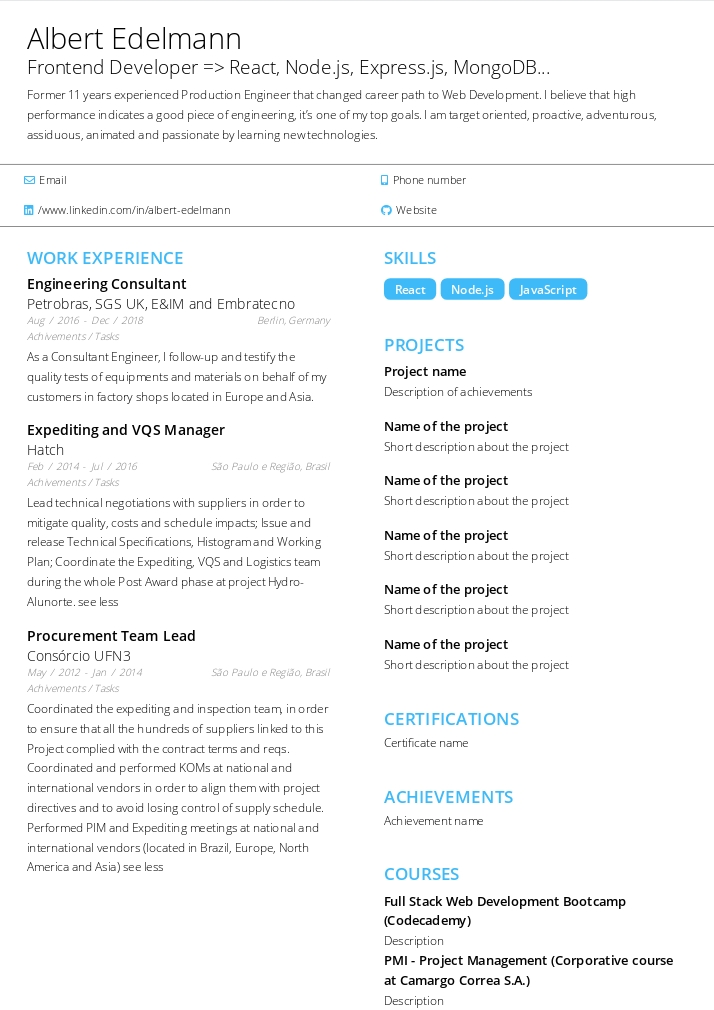 Albert Edelmann
Frontend Developer => React, Node.js, Express.js, MongoDB...
Former 11 years experienced Production Engineer that changed career path to Web Development. I believe that high
performance indicates a good piece of engineering, it's one of my top goals. I am target oriented, proactive, adventurous,
assiduous, animated and passionate by learning new technologies.
Email
Phone number
/www.linkedin.com/in/albert-edelmann
Website
WORK EXPERIENCE
Engineering Consultant
Petrobras, SGS UK, E&IM and Embratecno
Aug / 2016 - Dec / 2018 Berlin, Germany
Achivements / Tasks
As a Consultant Engineer, I follow-up and testify the
quality tests of equipments and materials on behalf of my
customers in factory shops located in Europe and Asia.
Expediting and VQS Manager
Hatch
Feb / 2014 - Jul / 2016 São Paulo e Região, Brasil
Achivements / Tasks
Lead technical negotiations with suppliers in order to
mitigate quality, costs and schedule impacts; Issue and
release Technical Specifications, Histogram and Working
Plan; Coordinate the Expediting, VQS and Logistics team
during the whole Post Award phase at project Hydro-
Alunorte. see less
Procurement Team Lead
Consórcio UFN3
May / 2012 - Jan / 2014 São Paulo e Região, Brasil
Achivements / Tasks
Coordinated the expediting and inspection team, in order
to ensure that all the hundreds of suppliers linked to this
Project complied with the contract terms and reqs.
Coordinated and performed KOMs at national and
international vendors in order to align them with project
directives and to avoid losing control of supply schedule.
Performed PIM and Expediting meetings at national and
international vendors (located in Brazil, Europe, North
America and Asia) see less
SKILLS
React Node.js JavaScript
PROJECTS
Project name
Description of achievements
Name of the project
Short description about the project
Name of the project
Short description about the project
Name of the project
Short description about the project
Name of the project
Short description about the project
Name of the project
Short description about the project
CERTIFICATIONS
Certificate name
ACHIEVEMENTS
Achievement name
COURSES
Full Stack Web Development Bootcamp
(Codecademy)
Description
PMI - Project Management (Corporative course
at Camargo Correa S.A.)
Description